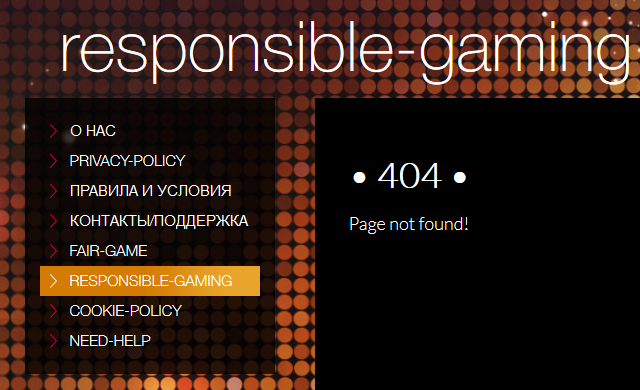 responsible-gaming
О НАС
PRIVACY-POLICY
ПРАВИЛА И УСЛОВИЯ
КОНТАКТЫ/ПОДДЕРЖКА
FAIR-GAME
RESPONSIBLE-GAMING
COOKIE-POLICY
NEED-HELP
• 404 •
Page not found!